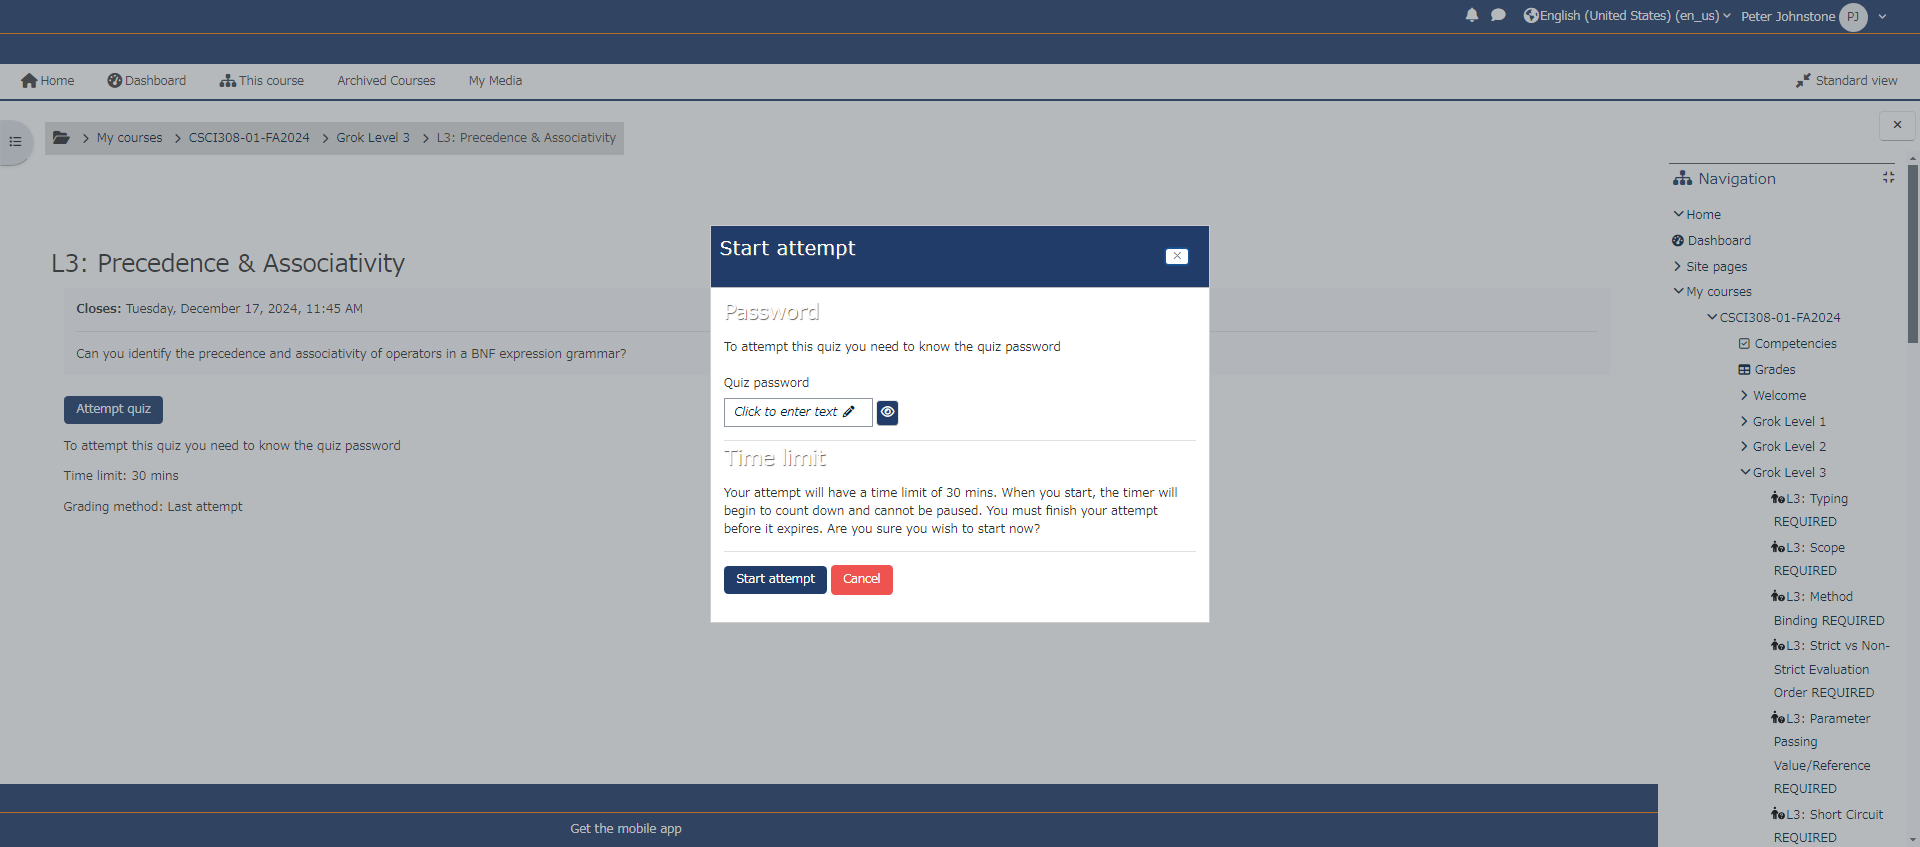 English (United States) (en_us)
Peter Johnstone
PJ
Home
Dashboard
This course
Archived Courses
My Media
Standard view
My courses
CSCI308-01-FA2024
Grok Level 3
L3: Precedence & Associativity
L3: Precedence & Associativity
Closes: Tuesday, December 17, 2024, 11:45 AM
Can you identify the precedence and associativity of operators in a BNF expression grammar?
Attempt quiz
To attempt this quiz you need to know the quiz password
Time limit: 30 mins
Grading method: Last attempt
Start attempt
Password
To attempt this quiz you need to know the quiz password
Quiz password
Click to enter text
Time limit
Your attempt will have a time limit of 30 mins. When you start, the timer will
begin to count down and cannot be paused. You must finish your attempt
before it expires. Are you sure you wish to start now?
Start attempt
Cancel
Navigation
Home
Dashboard
Site pages
My courses
CSCI308-01-FA2024
Competencies
Grades
Welcome
Grok Level 1
Grok Level 2
Grok Level 3
L3: Typing
REQUIRED
L3: Scope
REQUIRED
L3: Method
Binding REQUIRED
L3: Strict vs Non-
Strict Evaluation
Order REQUIRED
L3: Parameter
Passing
Value/Reference
REQUIRED
L3: Short Circuit
REQUIRED
Get the mobile app